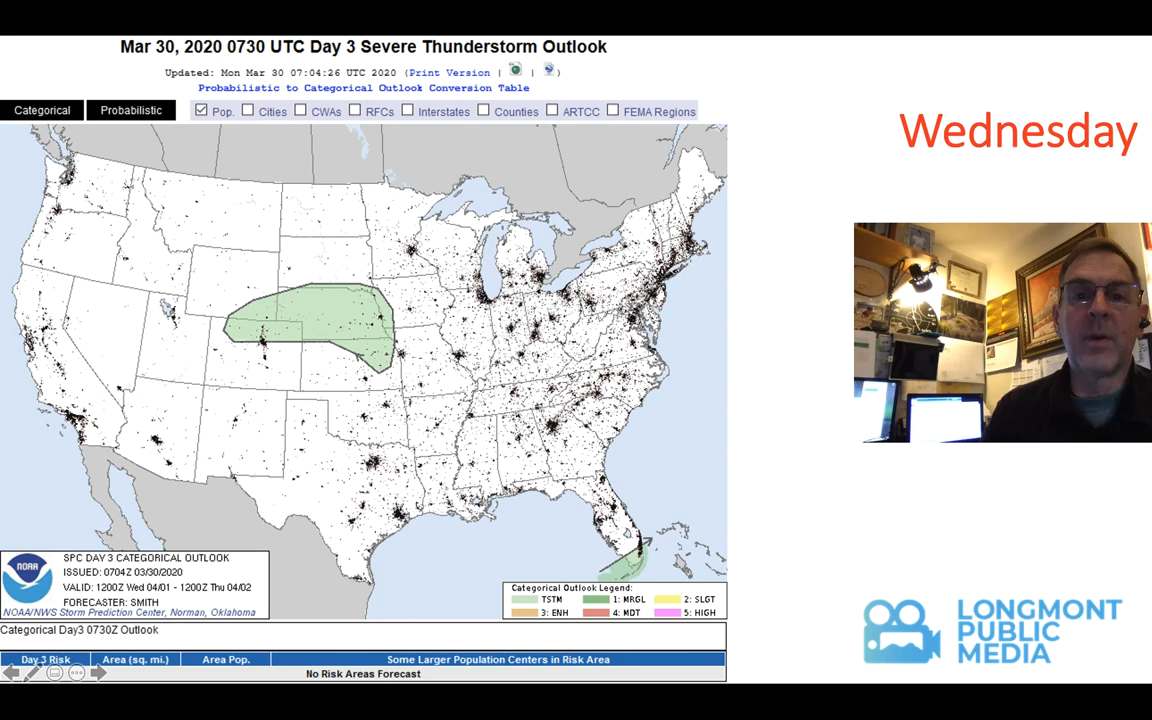 Mar 30, 2020 0730 UTC Day 3 Severe Thunderstorm Outlook
Updated: Mon Mar 30 07:04:26 UTC 2020 (Print Version | | )
Probabilistic to Categorical Outlook Conversion Table
Categorical Probabilistic Pop. Cities CWAs RFCs Interstates Counties ARTCC FEMA Regions
Wednesday
NOAA
SPC DAY 3 CATEGORICAL OUTLOOK
ISSUED: 0704Z 03/30/2020
VALID: 1200Z Wed 04/01 - 1200Z Thu 04/02
FORECASTER: SMITH
NOAA/NWS Storm Prediction Center, Norman, Oklahoma
Categorical Outlook Legend:
TSTM 1: MRGL 2: SLGT
3: ENH 4: MDT 5: HIGH
Categorical Day3 0730Z Outlook
Day 3 Risk Area (sq. mi.) Area Pop. Some Larger Population Centers in Risk Area
No Risk Areas Forecast
LONGMONT
PUBLIC
MEDIA